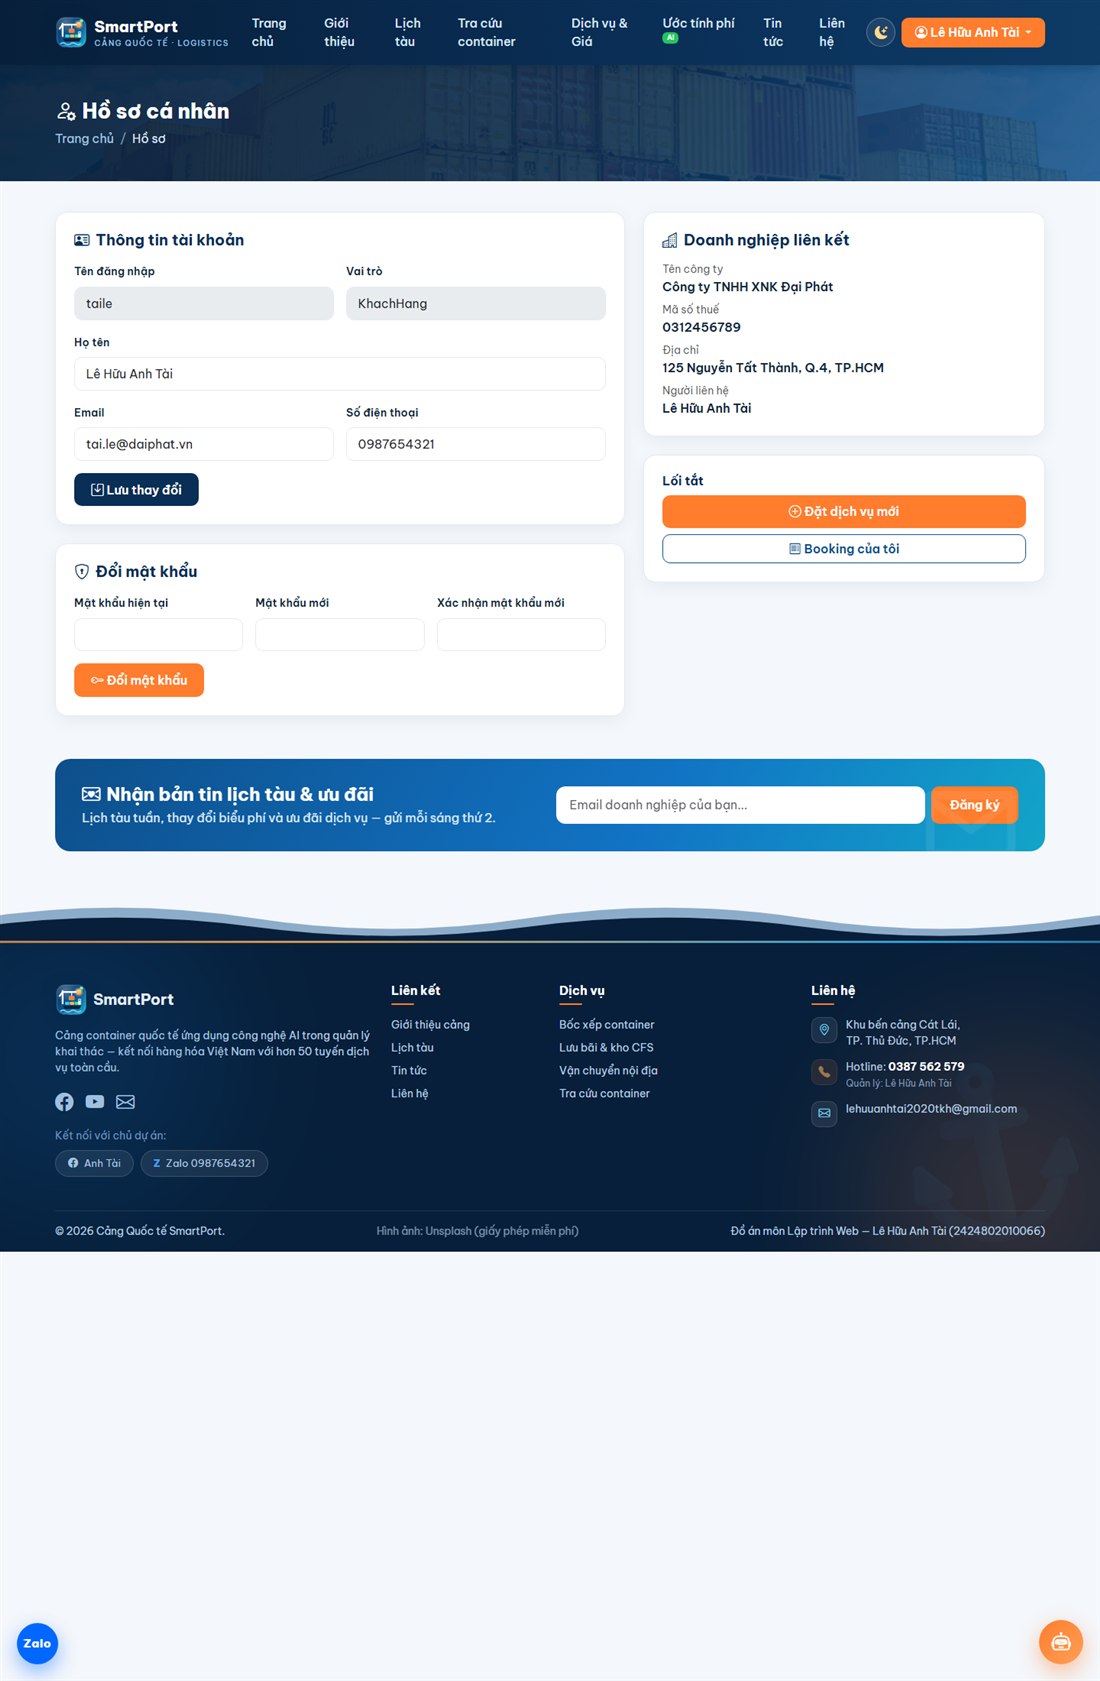 SmartPort
CẢNG QUỐC TẾ · LOGISTICS
Trang chủ
Giới thiệu
Lịch tàu
Tra cứu container
Dịch vụ & Giá
Ước tính phí AI
Tin tức
Liên hệ
Lê Hữu Anh Tài
Hồ sơ cá nhân
Trang chủ / Hồ sơ
Thông tin tài khoản
Tên đăng nhập
Vai trò
taile
KhachHang
Họ tên
Lê Hữu Anh Tài
Email
Số điện thoại
tai.le@daiphat.vn
0987654321
Lưu thay đổi
Đổi mật khẩu
Mật khẩu hiện tại
Mật khẩu mới
Xác nhận mật khẩu mới
Đổi mật khẩu
Doanh nghiệp liên kết
Tên công ty
Công ty TNHH XNK Đại Phát
Mã số thuế
0312456789
Địa chỉ
125 Nguyễn Tất Thành, Q.4, TP.HCM
Người liên hệ
Lê Hữu Anh Tài
Lối tắt
Đặt dịch vụ mới
Booking của tôi
Nhận bản tin lịch tàu & ưu đãi
Lịch tàu tuần, thay đổi biểu phí và ưu đãi dịch vụ — gửi mỗi sáng thứ 2.
Email doanh nghiệp của bạn...
Đăng ký
SmartPort
Cảng container quốc tế ứng dụng công nghệ AI trong quản lý
khai thác — kết nối hàng hóa Việt Nam với hơn 50 tuyến dịch
vụ toàn cầu.
Kết nối với chủ dự án:
Anh Tài
Z Zalo 0987654321
Liên kết
Giới thiệu cảng
Lịch tàu
Tin tức
Liên hệ
Dịch vụ
Bốc xếp container
Lưu bãi & kho CFS
Vận chuyển nội địa
Tra cứu container
Liên hệ
Khu bến cảng Cát Lái,
TP. Thủ Đức, TP.HCM
Hotline: 0387 562 579
Quản lý: Lê Hữu Anh Tài
lehuuanhtai2020tkh@gmail.com
© 2026 Cảng Quốc tế SmartPort.
Hình ảnh: Unsplash (giấy phép miễn phí)
Đồ án môn Lập trình Web — Lê Hữu Anh Tài (2424802010066)
Zalo